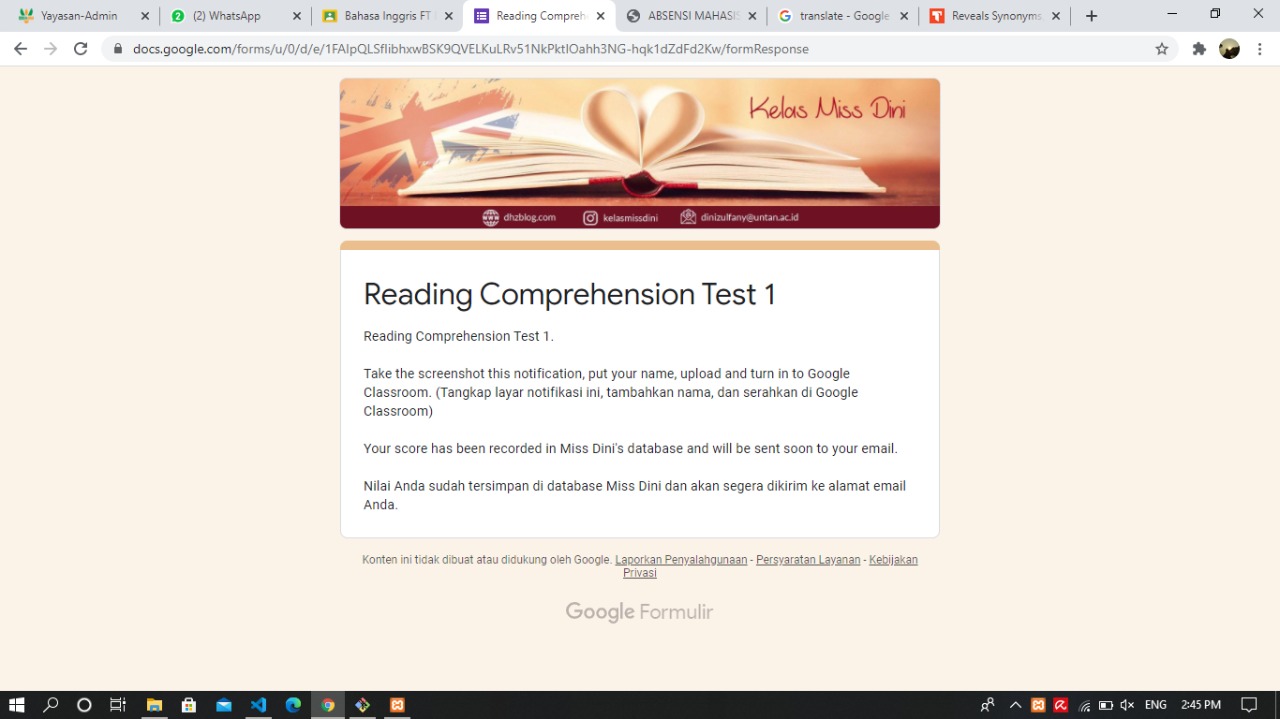 Yayasan-Admin
(2) WhatsApp
Bahasa Inggris FT
Reading Compreh
ABSENSI MAHASIS
translate - Google
Reveals Synonyms,
docs.google.com/forms/u/0/d/e/1FAIpQLSflibhxwBSK9QVELKuLRv51NkPktlOahh3NG-hqk1dZdFd2Kw/formResponse
Kelas Miss Dini
dhzblog.com
kelasmissdini
dinizulfany@untan.ac.id
Reading Comprehension Test 1
Reading Comprehension Test 1.
Take the screenshot this notification, put your name, upload and turn in to Google
Classroom. (Tangkap layar notifikasi ini, tambahkan nama, dan serahkan di Google
Classroom)
Your score has been recorded in Miss Dini's database and will be sent soon to your email.
Nilai Anda sudah tersimpan di database Miss Dini dan akan segera dikirim ke alamat email
Anda.
Konten ini tidak dibuat atau didukung oleh Google. Laporkan Penyalahgunaan - Persyaratan Layanan - Kebijakan
Privasi
Google Formulir
ENG
2:45 PM